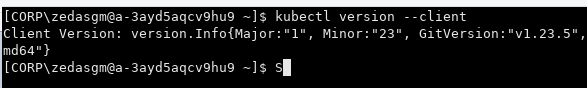 [CORP\zedasgm@a-3ayd5aqcv9hu9 ~]$ kubectl version --client
Client Version: version.Info{Major:"1", Minor:"23", GitVersion:"v1.23.5",
md64"}
[CORP\zedasgm@a-3ayd5aqcv9hu9 ~]$ S